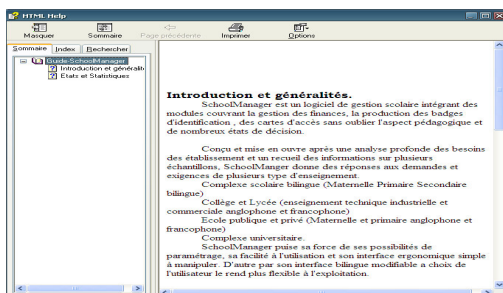 HTML Help
Masquer Sommaire Page précédente Imprimer Options
Sommaire Index Rechercher
Guide-SchoolManager
Introduction et généralit
Etats et Statistiques
Introduction et généralités.
SchoolManager est un logiciel de gestion scolaire intégrant des
modules couvrant la gestion des finances, la production des badges
d'identification , des cartes d'accès sans oublier l'aspect pédagogique et
de nombreux états de décision.
Conçu et mise en ouvre après une analyse profonde des besoins
des établissement et un recueil des informations sur plusieurs
échantillons, SchoolManager donne des réponses aux demandes et
exigences de plusieurs type d'enseignement.
Complexe scolaire bilingue (Maternelle Primaire Secondaire
bilingue)
Collège et Lycée (enseignement technique industrielle et
commerciale anglophone et francophone)
Ecole publique et privé (Maternelle et primaire anglophone et
francophone)
Complexe universitaire.
SchoolManager puise sa force de ses possibilités de
paramétrage, sa facilité à l'utilisation et son interface ergonomique simple
à manipuler. D'autre par son interface bilingue modifiable a choix de
l'utilisateur le rend plus flexible à l'exploitation.